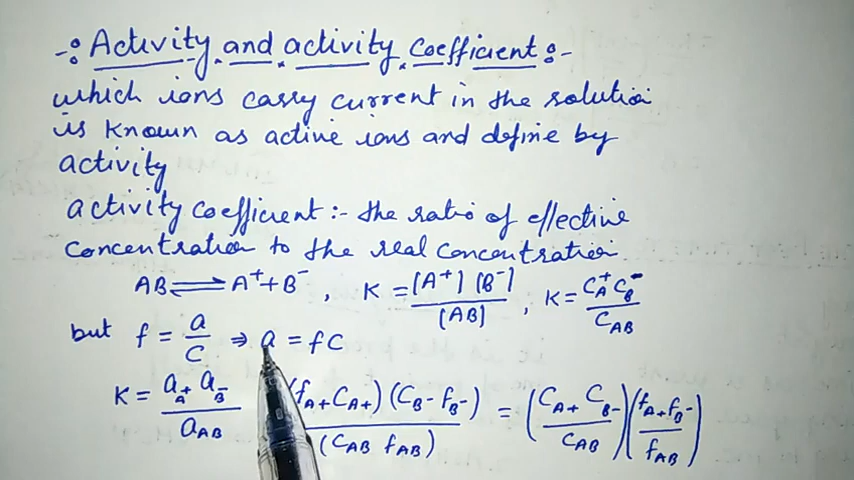 -: Activity and activity coefficient :-
which ions carry current in the solution
is known as active ions and define by
activity
activity coefficient :- the ratio of effective
concentration to the real concentration.
AB ⇌ A⁺ + B⁻ , K = [A⁺] [B⁻] / [AB] , K = C_A⁺ C_B⁻ / C_AB
but f = a / C ⇒ a = f C
K = a_A⁺ a_B⁻ / a_AB (f_A+ C_A+) (C_B- f_B-) / (C_AB f_AB) = (C_A+ C_B- / C_AB) (f_A+ f_B- / f_AB)